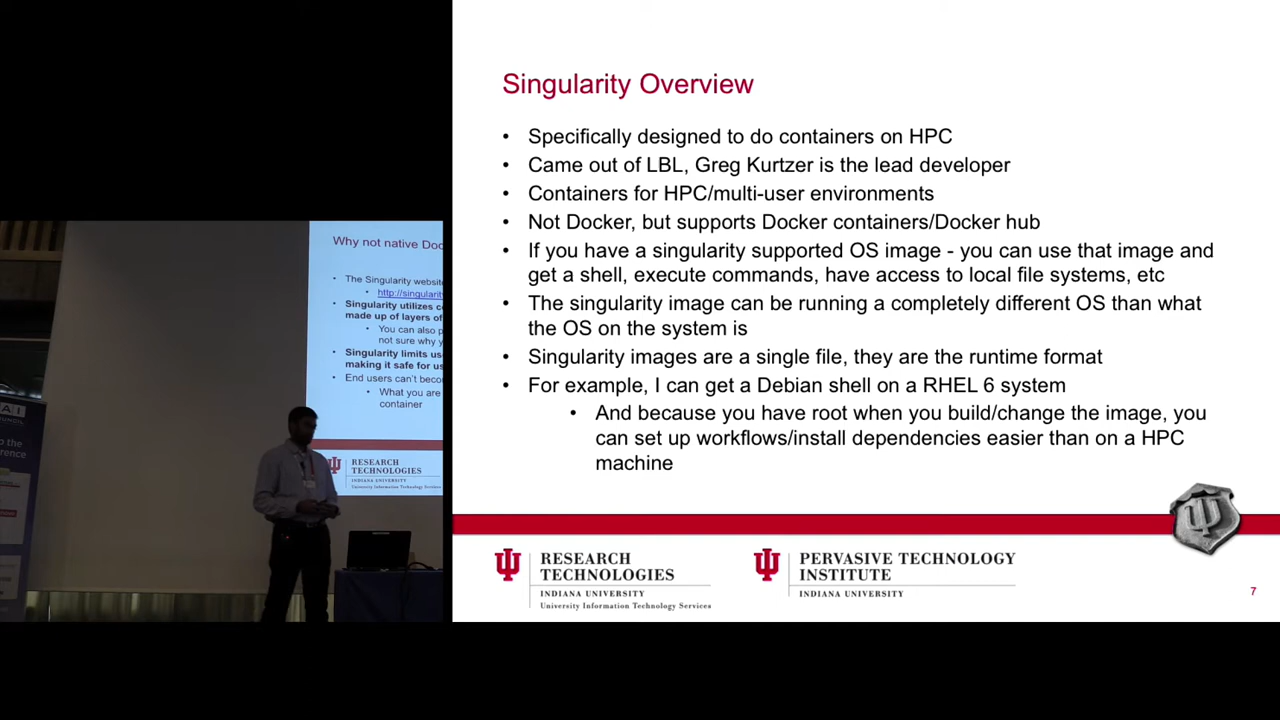 Singularity Overview
• Specifically designed to do containers on HPC
• Came out of LBL, Greg Kurtzer is the lead developer
• Containers for HPC/multi-user environments
• Not Docker, but supports Docker containers/Docker hub
• If you have a singularity supported OS image - you can use that image and
get a shell, execute commands, have access to local file systems, etc
• The singularity image can be running a completely different OS than what
the OS on the system is
• Singularity images are a single file, they are the runtime format
• For example, I can get a Debian shell on a RHEL 6 system
• And because you have root when you build/change the image, you
can set up workflows/install dependencies easier than on a HPC
machine
RESEARCH
TECHNOLOGIES
INDIANA UNIVERSITY
University Information Technology Services
PERVASIVE TECHNOLOGY
INSTITUTE
INDIANA UNIVERSITY
7
Why not native Doc
• The Singularity website
• http://singularity
• Singularity utilizes c
made up of layers of
• You can also p
not sure why y
• Singularity limits use
making it safe for us
• End users can't beco
• What you are
container
RESEARCH
TECHNOLOGIES
INDIANA UNIVERSITY
University Information Technology Services
AI
COUNCIL